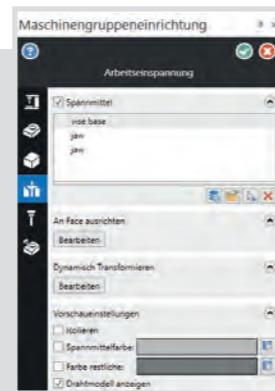 Maschinengruppeneinrichtung
Arbeitseinspannung
Spannmittel
vise base
jaw
jaw
An Face ausrichten
Bearbeiten
Dynamisch Transformieren
Bearbeiten
Vorschaueinstellungen
Isolieren
Spannmittelfarbe:
Farbe restliche:
Drahtmodell anzeigen